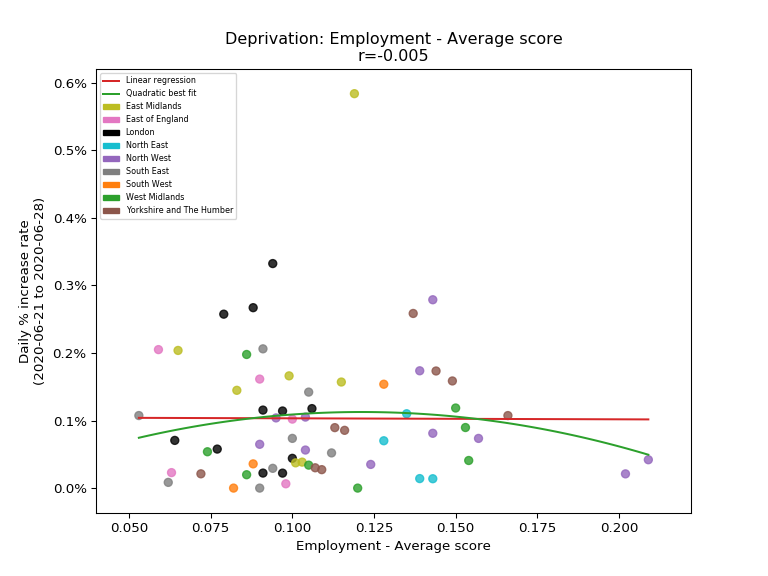 Deprivation: Employment - Average score
r=-0.005
Linear regression
Quadratic best fit
East Midlands
East of England
London
North East
North West
South East
South West
West Midlands
Yorkshire and The Humber
0.6%
0.5%
0.4%
0.3%
0.2%
0.1%
0.0%
Daily % increase rate
(2020-06-21 to 2020-06-28)
0.050 0.075 0.100 0.125 0.150 0.175 0.200
Employment - Average score